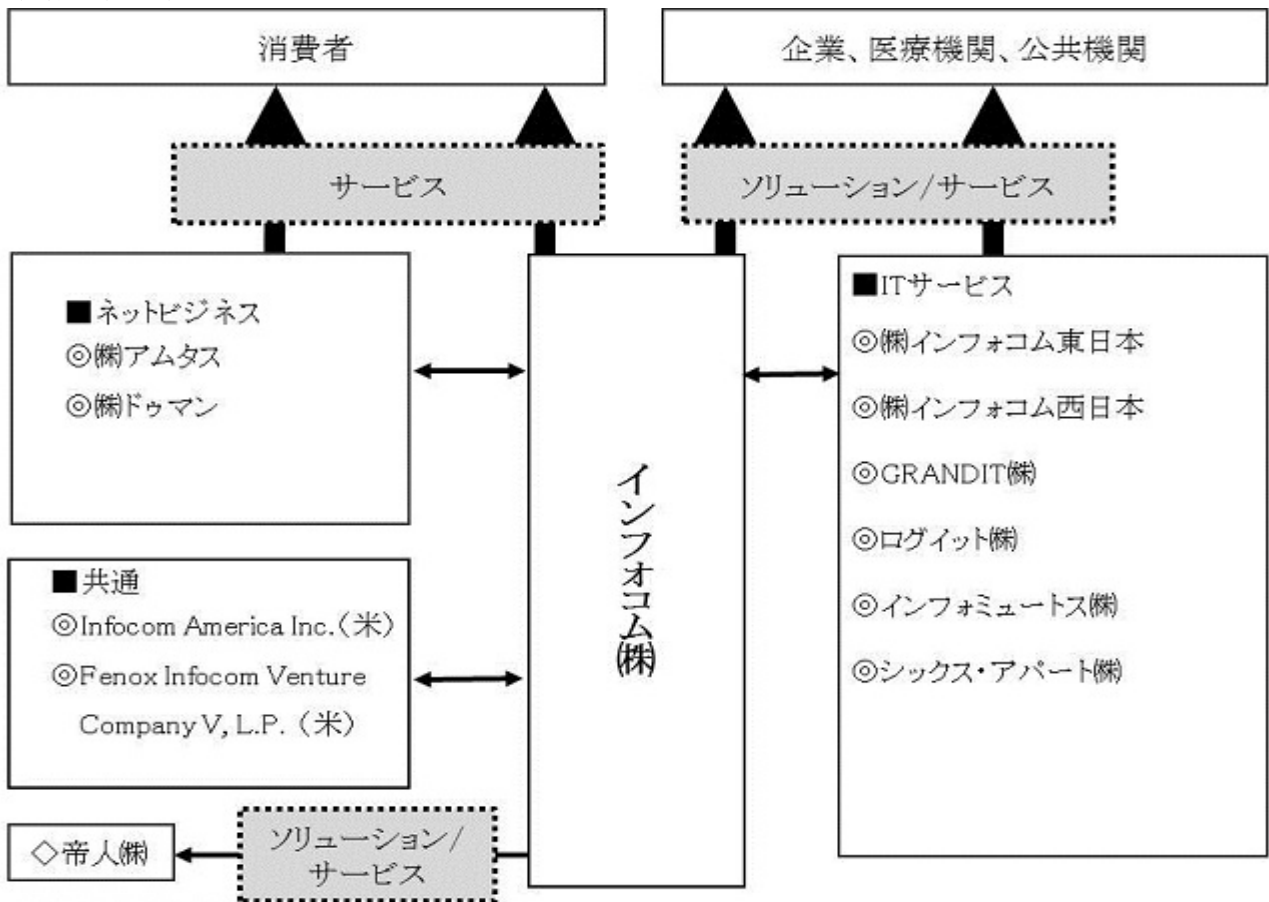 消費者
企業、医療機関、公共機関
サービス
ソリューション/サービス
■ネットビジネス
◎㈱アムタス
◎㈱ドゥマン
■共通
◎Infocom America Inc.（米）
◎Fenox Infocom Venture
Company V, L.P.（米）
インフォコム㈱
■ITサービス
◎㈱インフォコム東日本
◎㈱インフォコム西日本
◎GRANDIT㈱
◎ログイット㈱
◎インフォミュートス㈱
◎シックス・アパート㈱
◇帝人㈱
ソリューション/
サービス